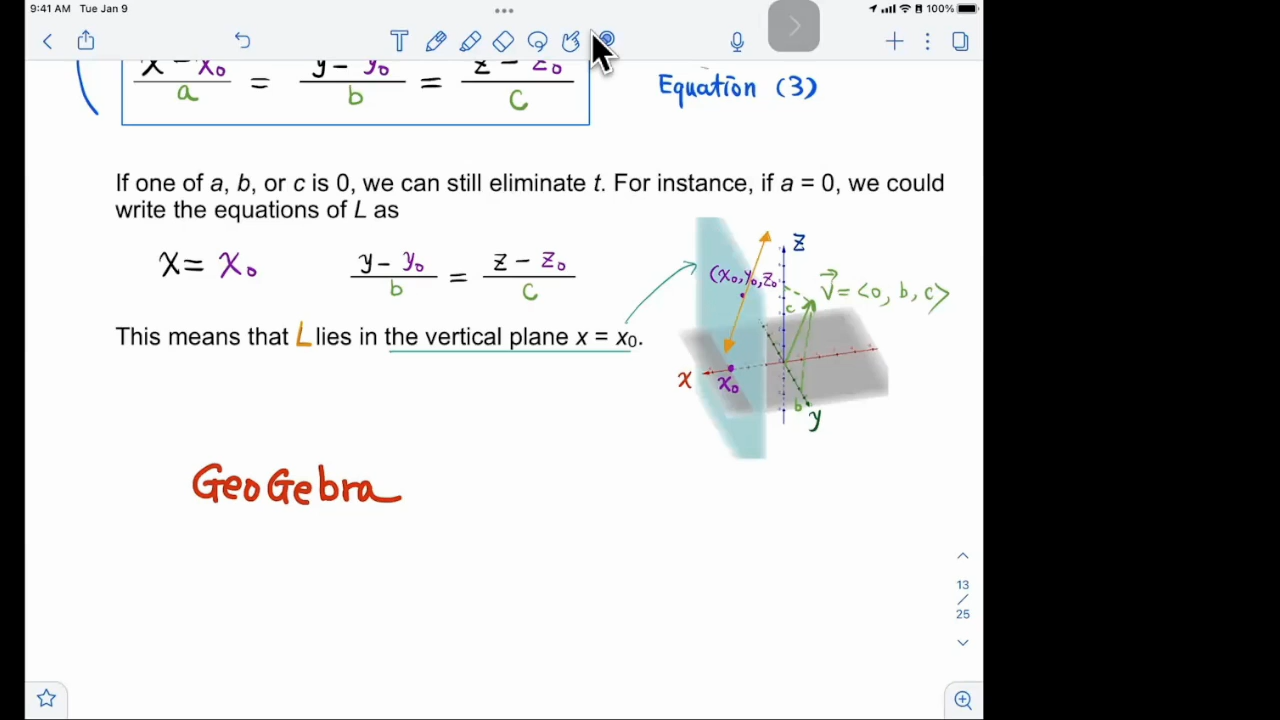 9:41 AM Tue Jan 9
100%
x - x₀ / a = y - y₀ / b = z - z₀ / c
Equation (3)
If one of a, b, or c is 0, we can still eliminate t. For instance, if a = 0, we could
write the equations of L as
x = x₀
y - y₀ / b = z - z₀ / c
This means that L lies in the vertical plane x = x₀.
z
(x₀, y₀, z₀)
v⃗ = <0, b, c>
c
x
x₀
b
y
GeoGebra
13
/
25